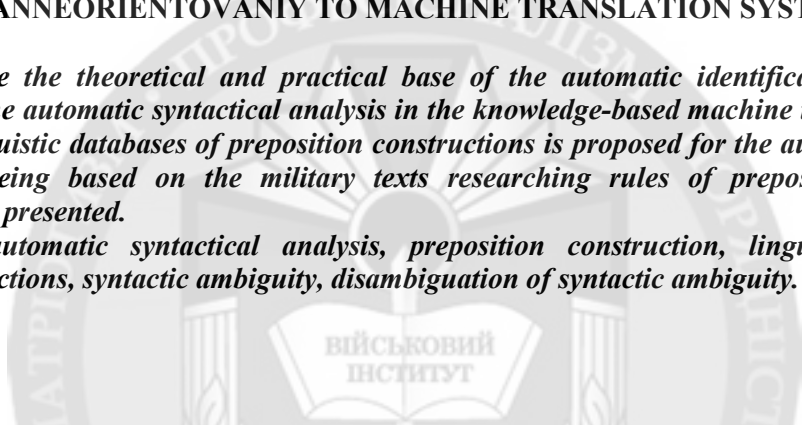 ANNEORIENTOVANIY TO MACHINE TRANSLATION SYST
e the theoretical and practical base of the automatic identifica
e automatic syntactical analysis in the knowledge-based machine
uistic databases of preposition constructions is proposed for the au
eing based on the military texts researching rules of prepos
presented.
utomatic syntactical analysis, preposition construction, lingu
ctions, syntactic ambiguity, disambiguation of syntactic ambiguity.
ВІЙСЬКОВИЙ
ІНСТИТУТ